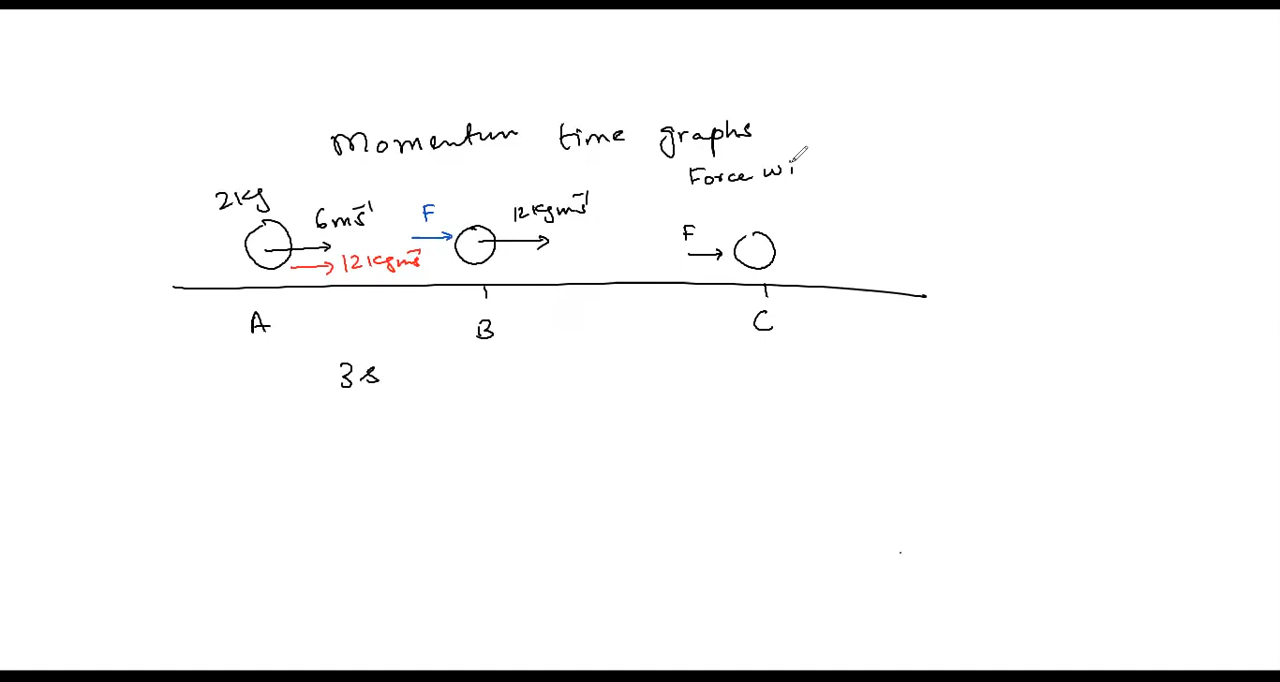 Momentum time graphs
Force wi
2kg
6ms⁻¹
F
12kgms⁻¹
F
12kgms⁻¹
A
B
C
3s